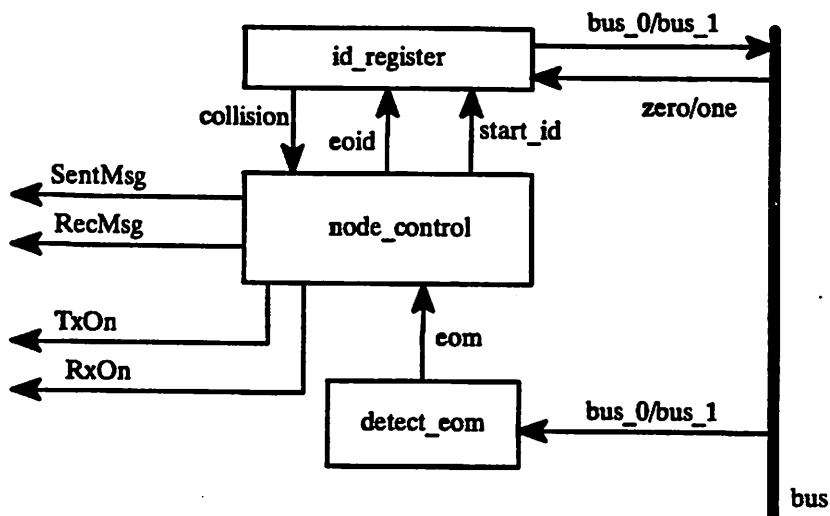 bus_0/bus_1
id_register
zero/one
collision
eoid
start_id
SentMsg
RecMsg
node_control
TxOn
eom
RxOn
bus_0/bus_1
detect_eom
bus